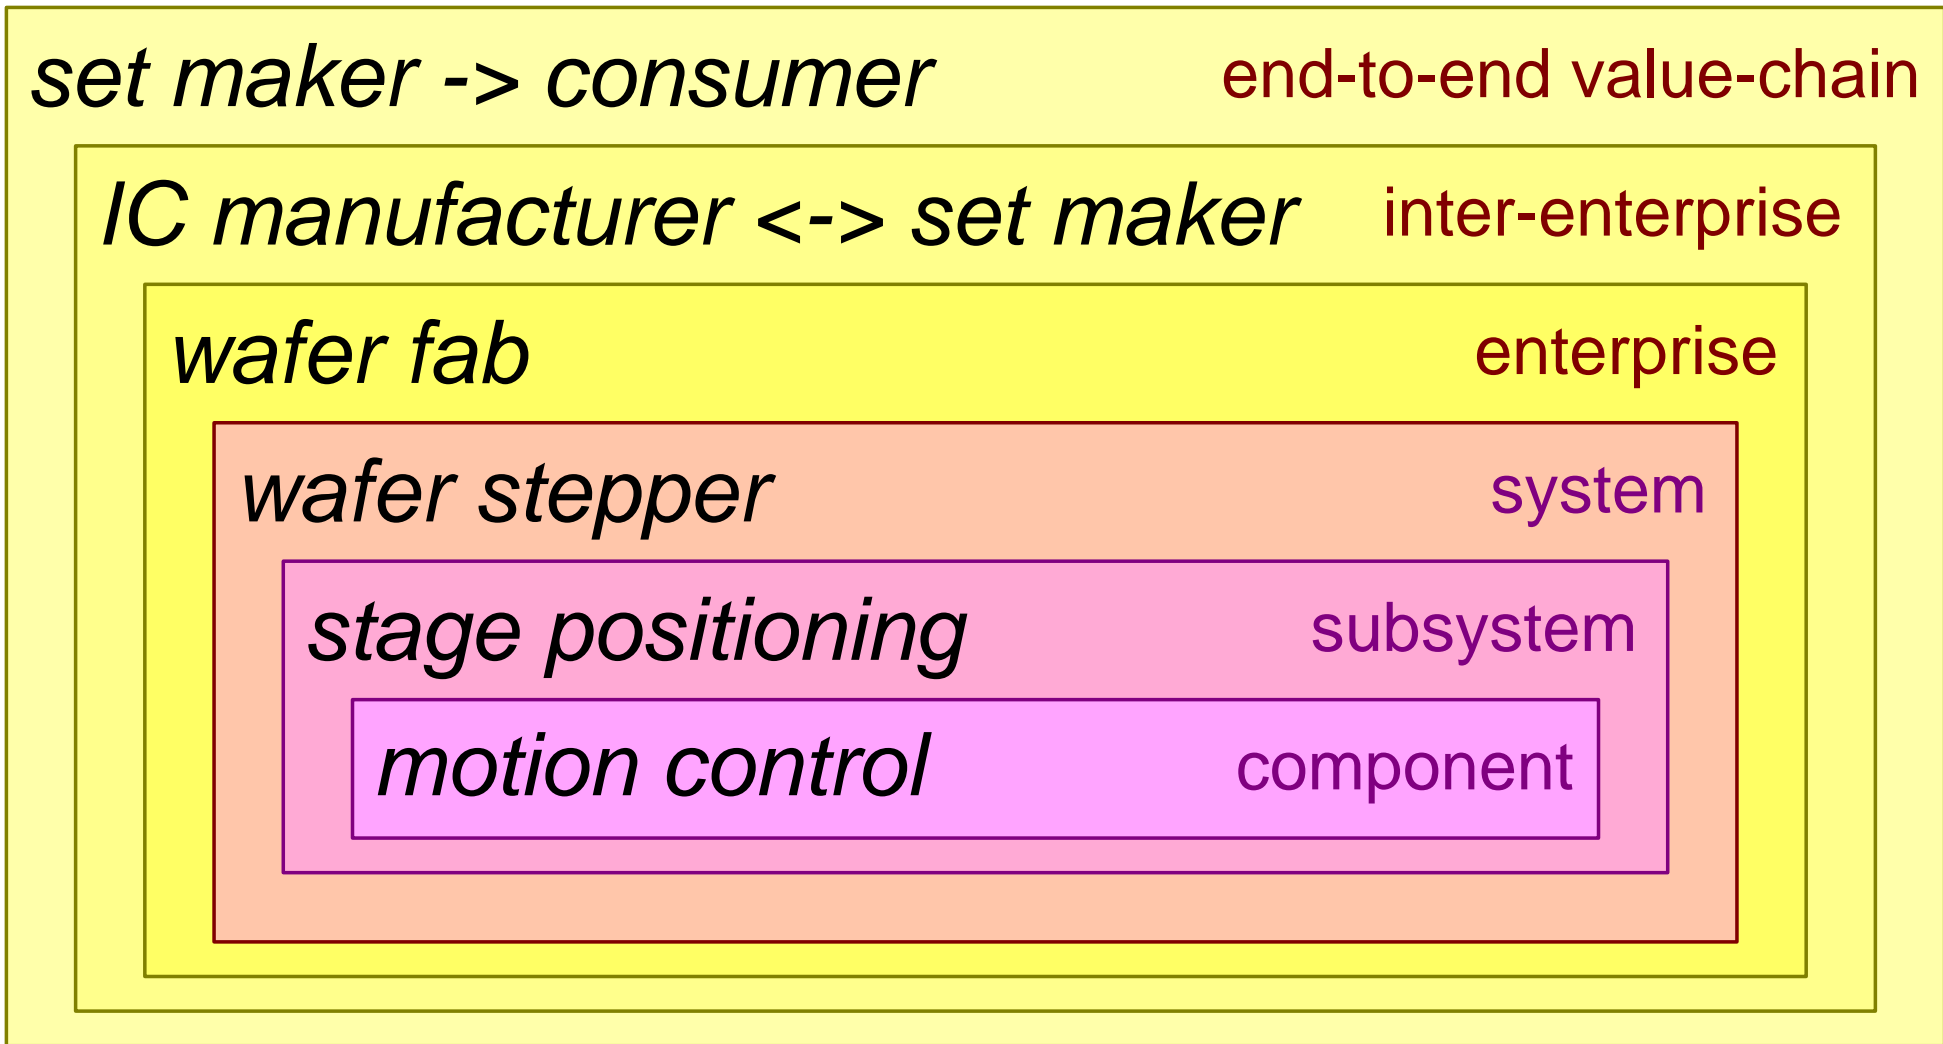 set maker -> consumer end-to-end value-chain
IC manufacturer <-> set maker inter-enterprise
wafer fab enterprise
wafer stepper system
stage positioning subsystem
motion control component